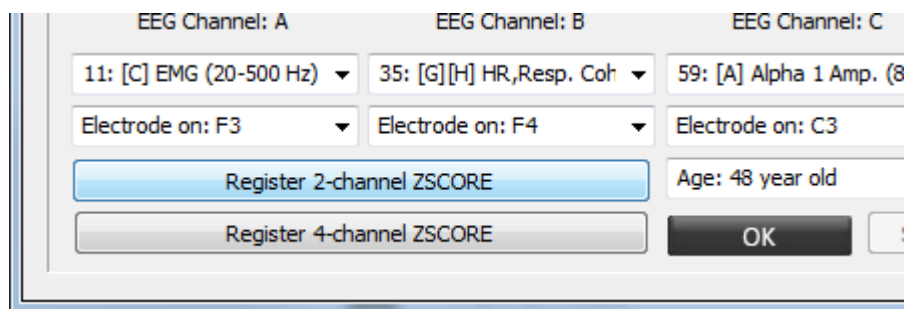 EEG Channel: A EEG Channel: B EEG Channel: C
11: [C] EMG (20-500 Hz) 35: [G][H] HR,Resp. Coh 59: [A] Alpha 1 Amp. (8
Electrode on: F3 Electrode on: F4 Electrode on: C3
Register 2-channel ZSCORE Age: 48 year old
Register 4-channel ZSCORE OK